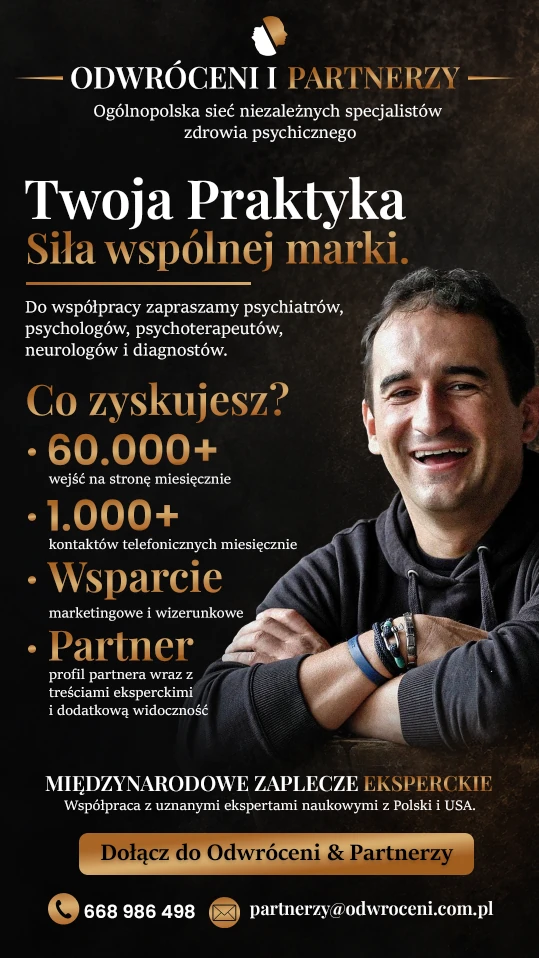 ODWRÓCENI I PARTNERZY
Ogólnopolska sieć niezależnych specjalistów
zdrowia psychicznego
Twoja Praktyka
Siła wspólnej marki.
Do współpracy zapraszamy psychiatrów,
psychologów, psychoterapeutów,
neurologów i diagnostów.
Co zyskujesz?
• 60.000+
wejść na stronę miesięcznie
• 1.000+
kontaktów telefonicznych miesięcznie
• Wsparcie
marketingowe i wizerunkowe
• Partner
profil partnera wraz z
treściami eksperckimi
i dodatkową widoczność
MIĘDZYNARODOWE ZAPLECZE EKSPERCKIE
Współpraca z uznanymi ekspertami naukowymi z Polski i USA.
Dołącz do Odwróceni & Partnerzy
668 986 498 partnerzy@odwroceni.com.pl